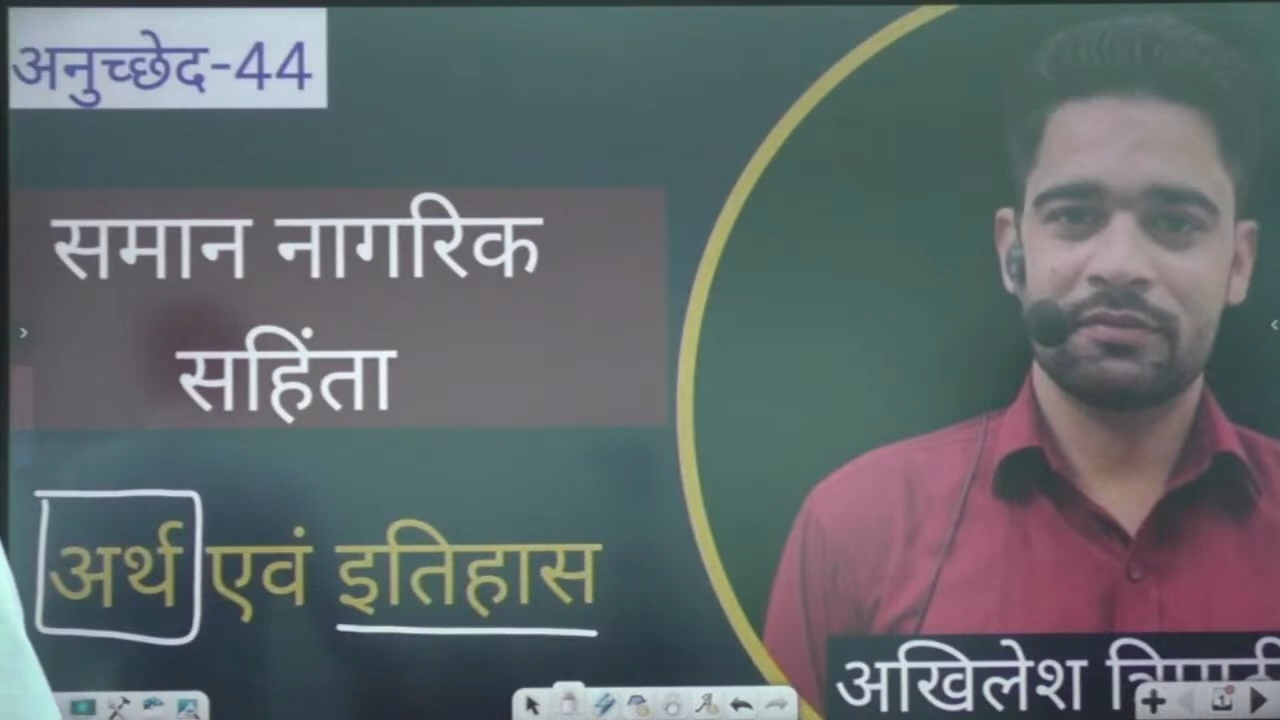 अनुच्छेद-44
समान नागरिक
सहिंता
अर्थ एवं इतिहास
अखिलेश